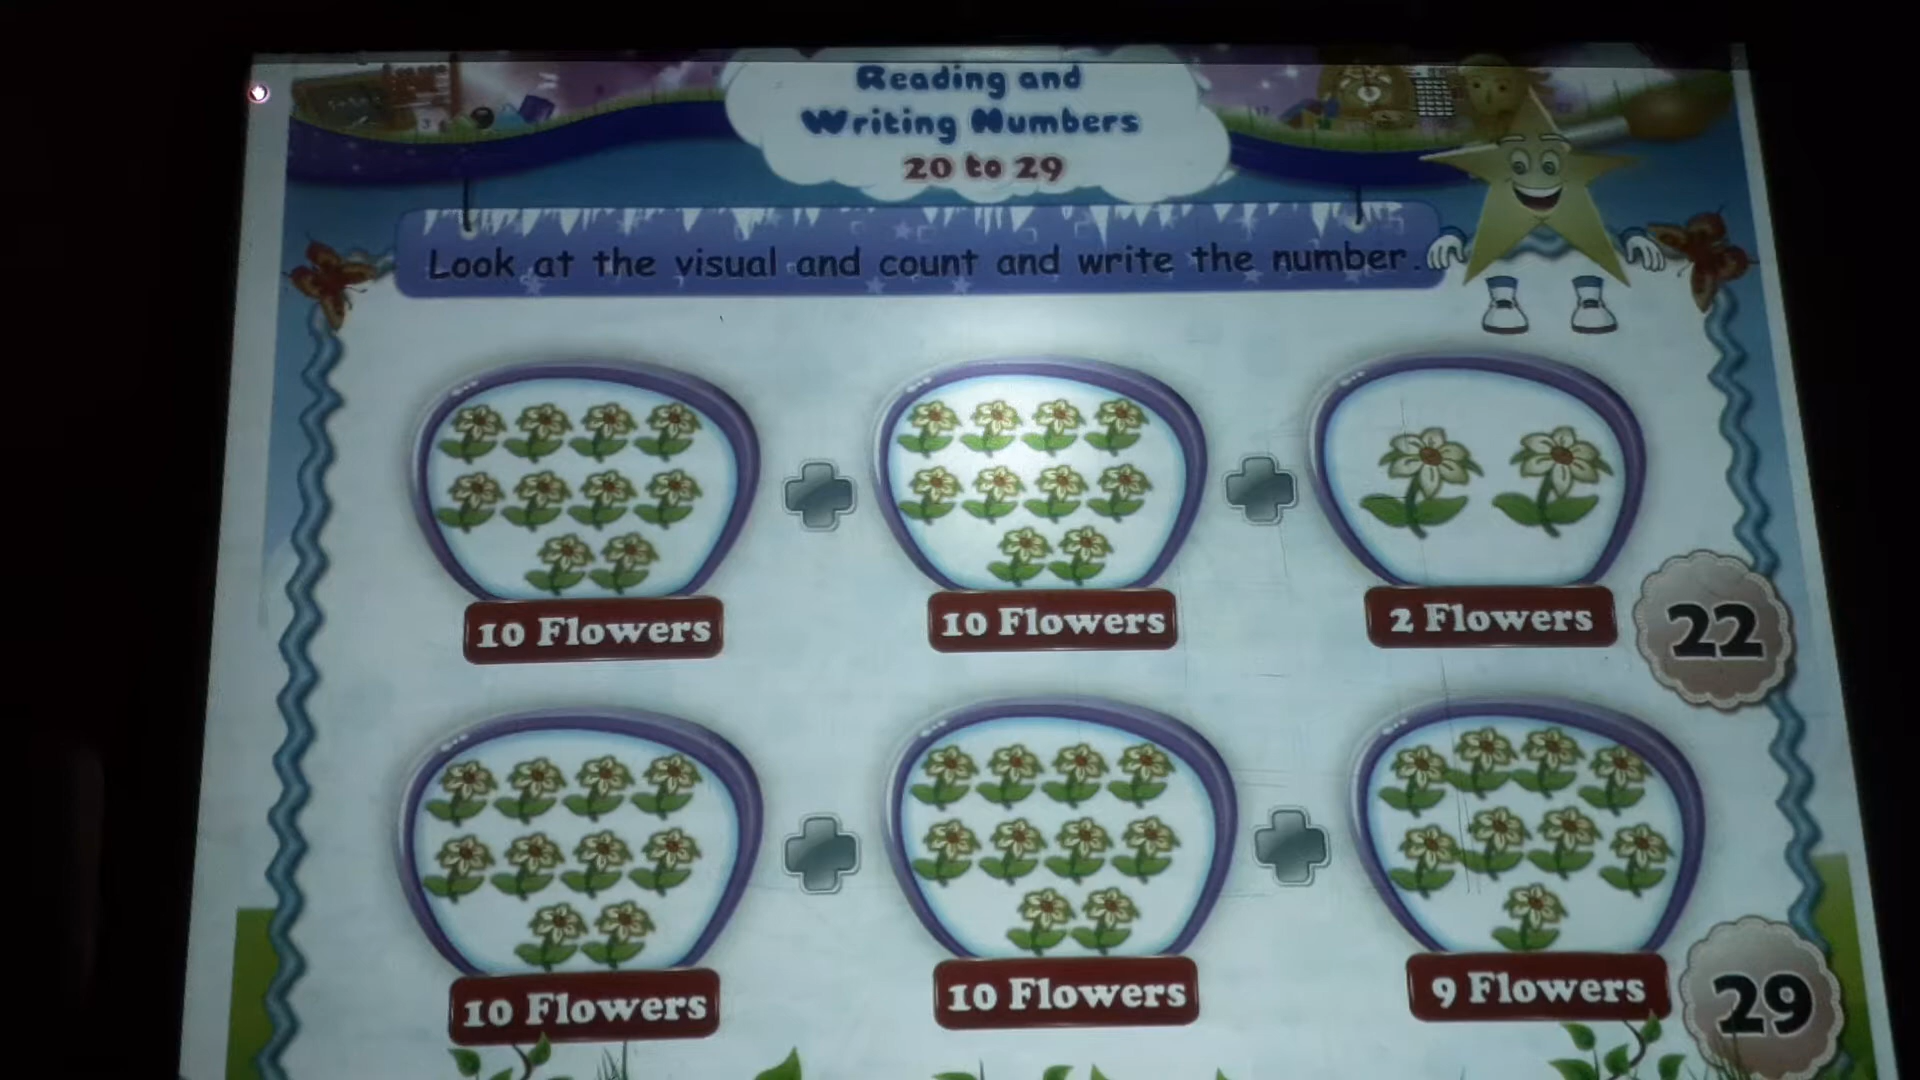 Reading and
Writing Numbers
20 to 29
Look at the visual and count and write the number.
10 Flowers
10 Flowers
2 Flowers
22
10 Flowers
10 Flowers
9 Flowers
29